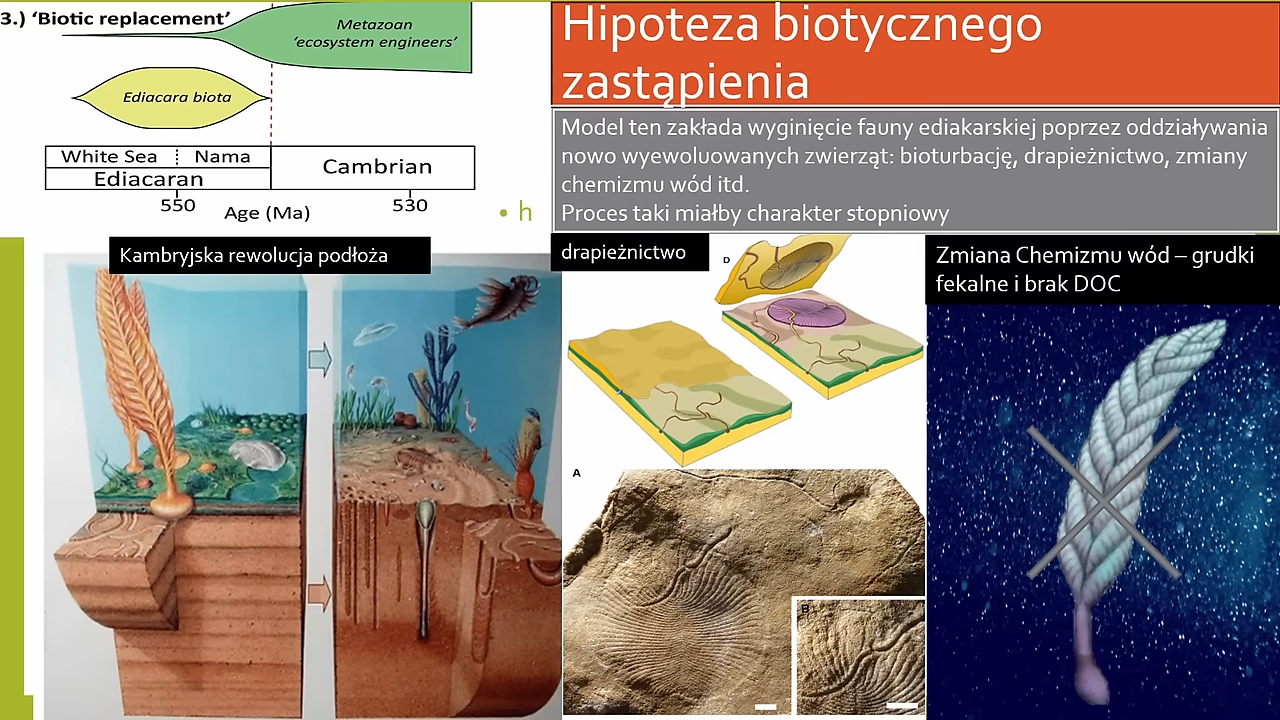 3.) ‘Biotic replacement’
Metazoan
‘ecosystem engineers’
Ediacara biota
White Sea
Nama
Ediacaran
Cambrian
550
Age (Ma)
530
• h
Hipoteza biotycznego
zastąpienia
Model ten zakłada wyginięcie fauny ediakarskiej poprzez oddziaływania
nowo wyewoluowanych zwierząt: bioturbację, drapieżnictwo, zmiany
chemizmu wód itd.
Proces taki miałby charakter stopniowy
Kambryjska rewolucja podłoża
drapieżnictwo
D
A
B
Zmiana Chemizmu wód – grudki
fekalne i brak DOC